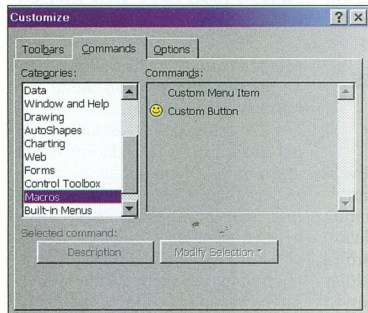 Customize
Toolbars Commands Options
Categories: Commands:
Data
Window and Help
Drawing
AutoShapes
Charting
Web
Forms
Control Toolbox
Macros
Built-in Menus
Custom Menu Item
Custom Button
Selected command:
Description Modify Selection